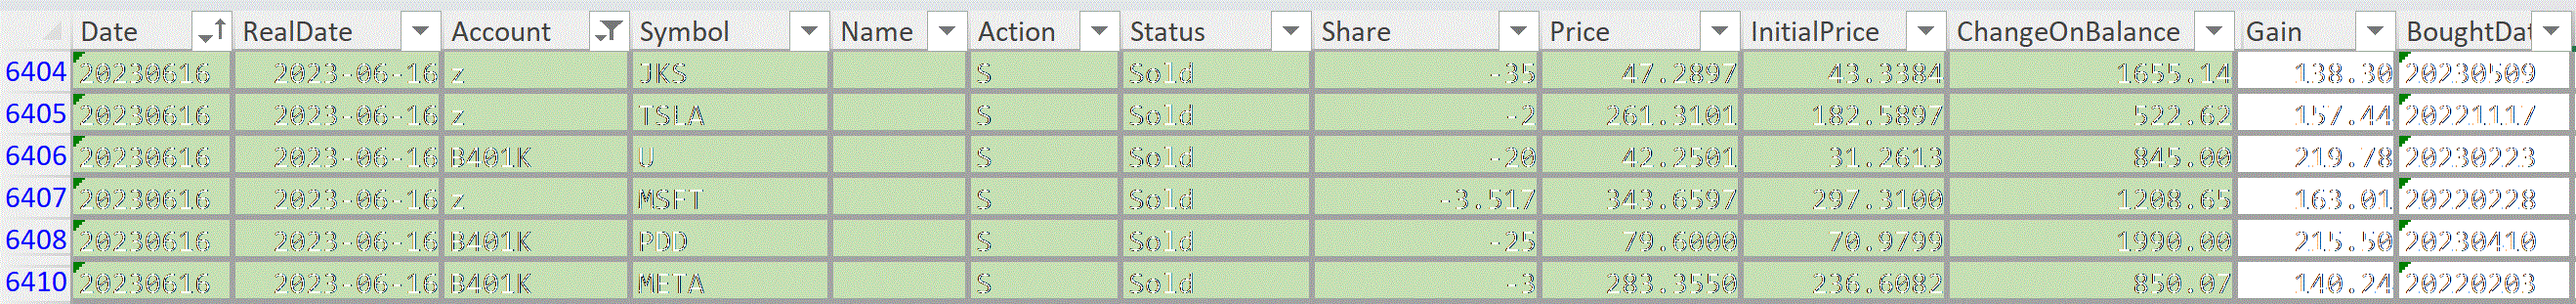 Date RealDate Account Symbol Name Action Status Share Price InitialPrice ChangeOnBalance Gain BoughtDat
6404 20230616 2023-06-16 z JKS S Sold -35 47.2897 43.3384 1655.14 138.30 20230509
6405 20230616 2023-06-16 z TSLA S Sold -2 261.3101 182.5897 522.62 157.44 20221117
6406 20230616 2023-06-16 B401K U S Sold -20 42.2501 31.2613 845.00 219.78 20230223
6407 20230616 2023-06-16 z MSFT S Sold -3.517 343.6597 297.3100 1208.65 163.01 20220228
6408 20230616 2023-06-16 B401K PDD S Sold -25 79.6000 70.9799 1990.00 215.50 20230410
6410 20230616 2023-06-16 B401K META S Sold -3 283.3550 236.6082 850.07 140.24 20220203